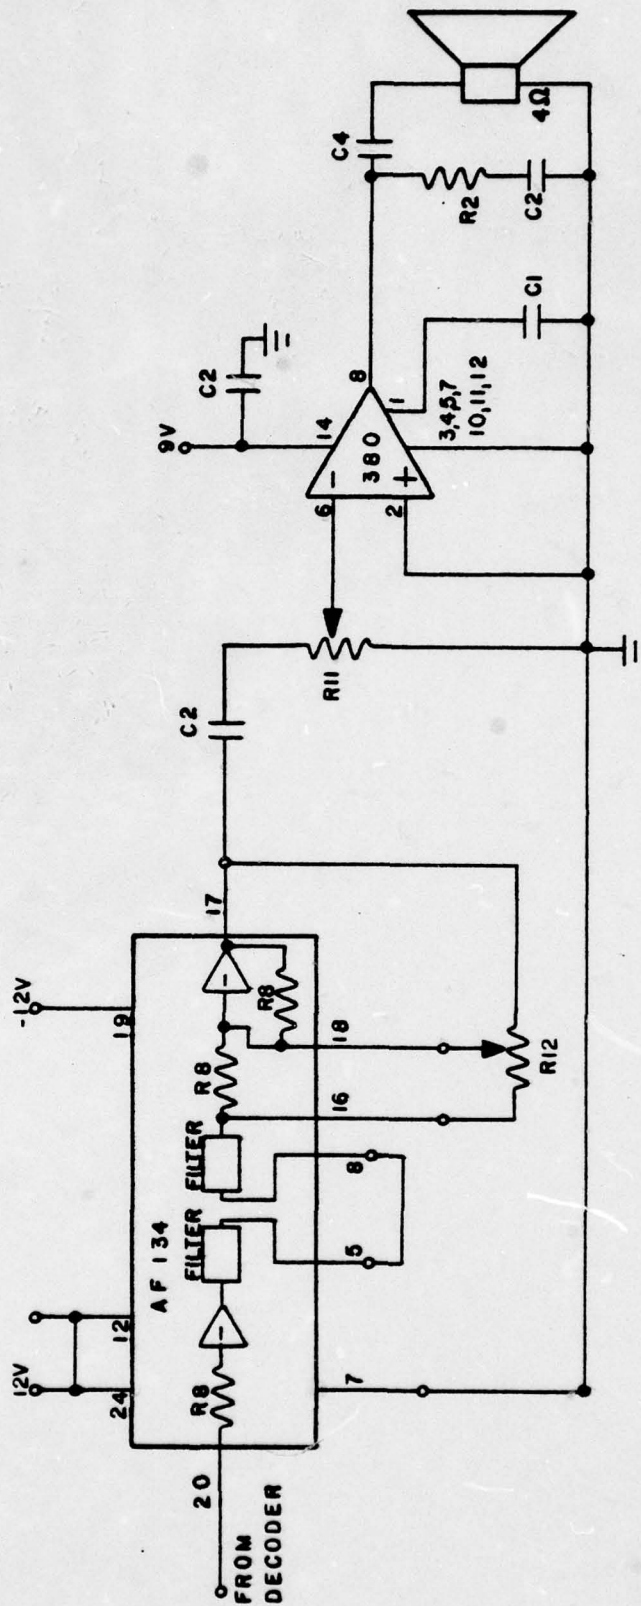 FROM
DECODER
20
12V
24
12
-12V
19
AF 134
R8
FILTER
FILTER
R8
R8
17
7
5
8
16
18
R12
C2
R11
9V
C2
14
6
2
-
+
380
8
1
3,4,5,7
10,11,12
C1
C4
R2
C2
4Ω